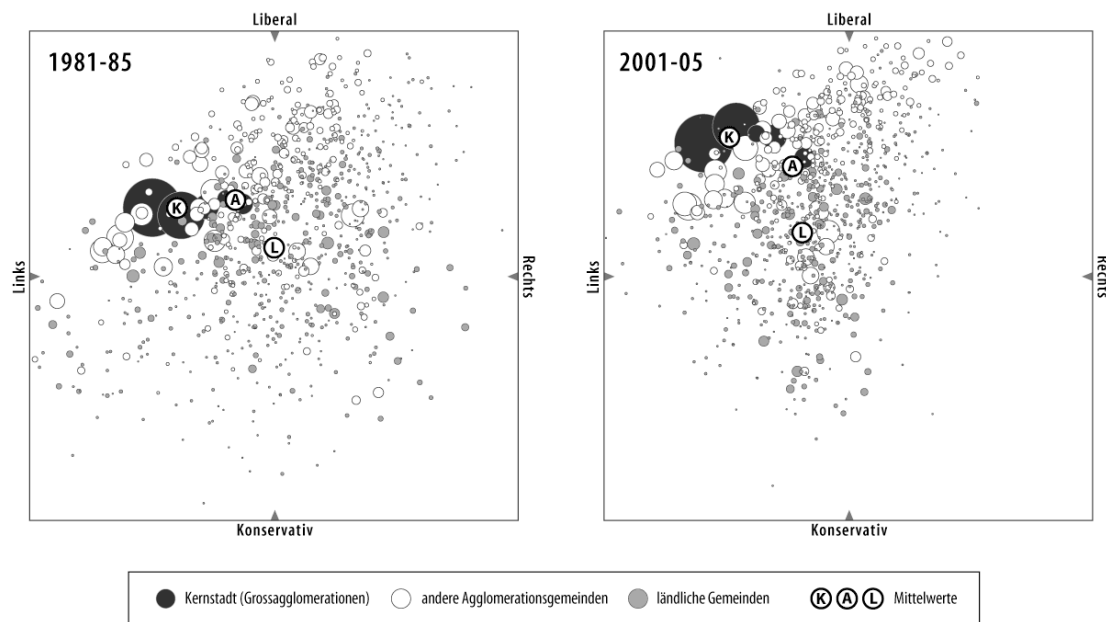 Liberal
1981-85
Links
Rechts
K
A
L
Konservativ
Liberal
2001-05
Links
Rechts
K
A
L
Konservativ
Kernstadt (Grossagglomerationen) andere Agglomerationsgemeinden ländliche Gemeinden K A L Mittelwerte